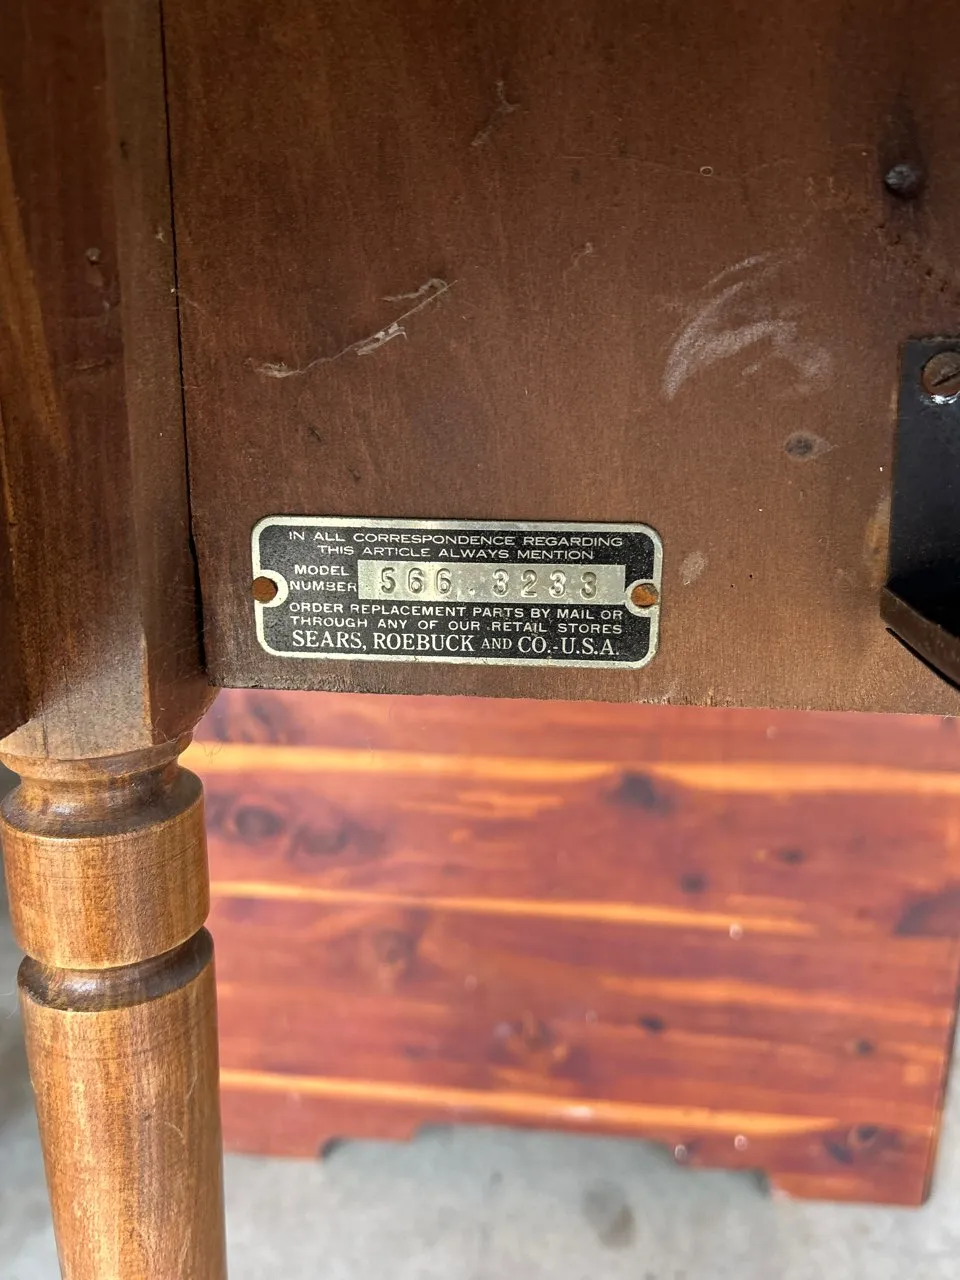 IN ALL CORRESPONDENCE REGARDING
THIS ARTICLE ALWAYS MENTION
MODEL
NUMBER 566.3233
ORDER REPLACEMENT PARTS BY MAIL OR
THROUGH ANY OF OUR RETAIL STORES
SEARS, ROEBUCK AND CO.-U.S.A.